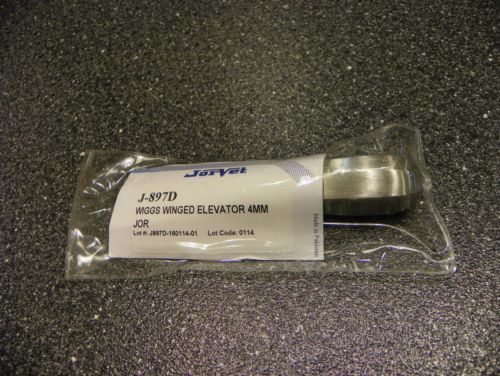 JorVet
J-897D
WIGGS WINGED ELEVATOR 4MM
JOR
Lot #: J897D-160114-01 Lot Code: 0114
Made in Pakistan